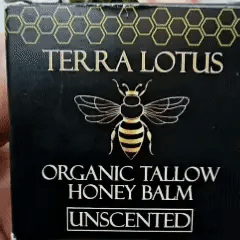 TERRA LOTUS
ORGANIC TALLOW
HONEY BALM
UNSCENTED